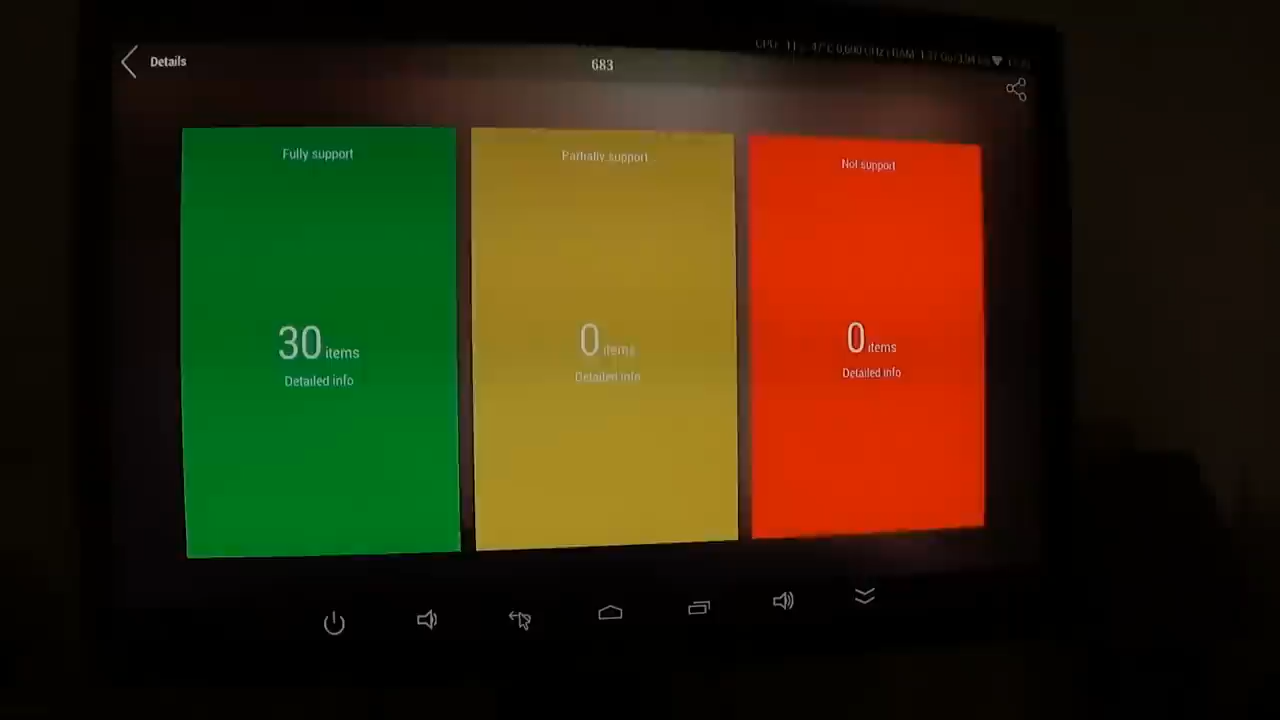 Details
683
Fully support
Partially support
Not support
30 items
0 items
0 items
Detailed info
Detailed info
Detailed info